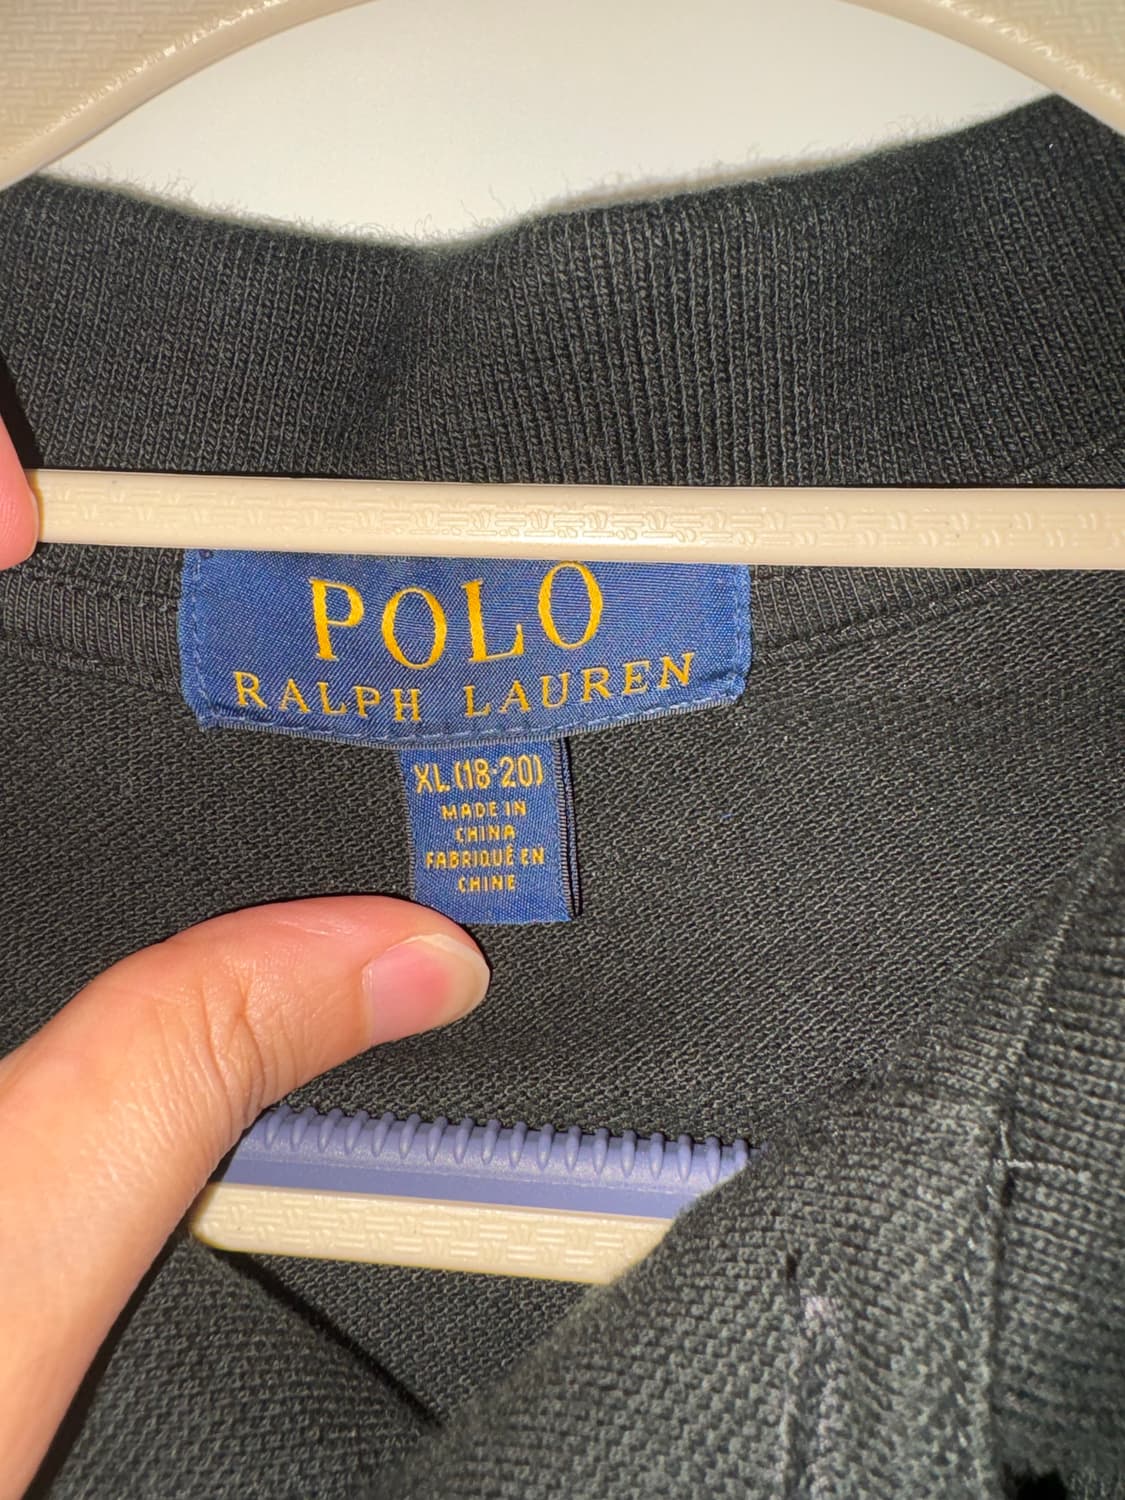 POLO
RALPH LAUREN
XL (18-20)
MADE IN
CHINA
FABRIQUÉ EN
CHINE